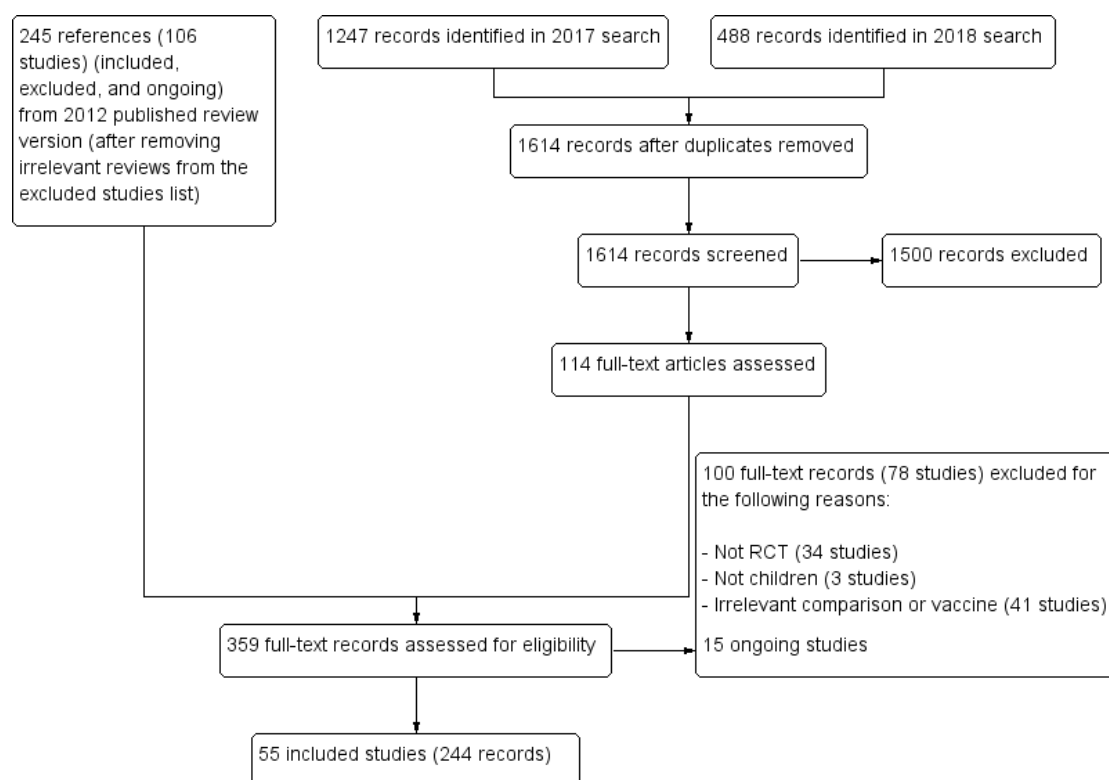 245 references (106
studies) (included,
excluded, and ongoing)
from 2012 published review
version (after removing
irrelevant reviews from the
excluded studies list)
1247 records identified in 2017 search
488 records identified in 2018 search
1614 records after duplicates removed
1614 records screened
1500 records excluded
114 full-text articles assessed
100 full-text records (78 studies) excluded for
the following reasons:
- Not RCT (34 studies)
- Not children (3 studies)
- Irrelevant comparison or vaccine (41 studies)
15 ongoing studies
359 full-text records assessed for eligibility
55 included studies (244 records)